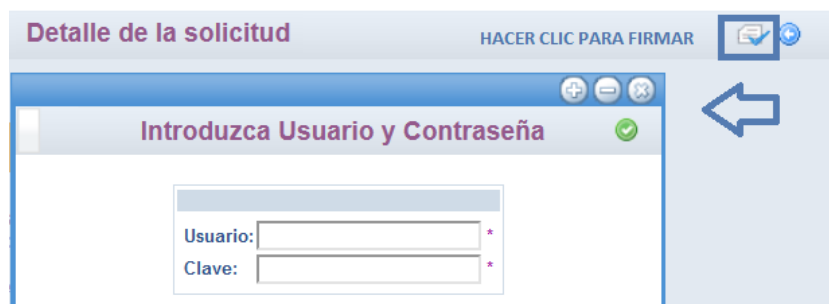 Detalle de la solicitud
HACER CLIC PARA FIRMAR
Introduzca Usuario y Contraseña
Usuario: *
Clave: *